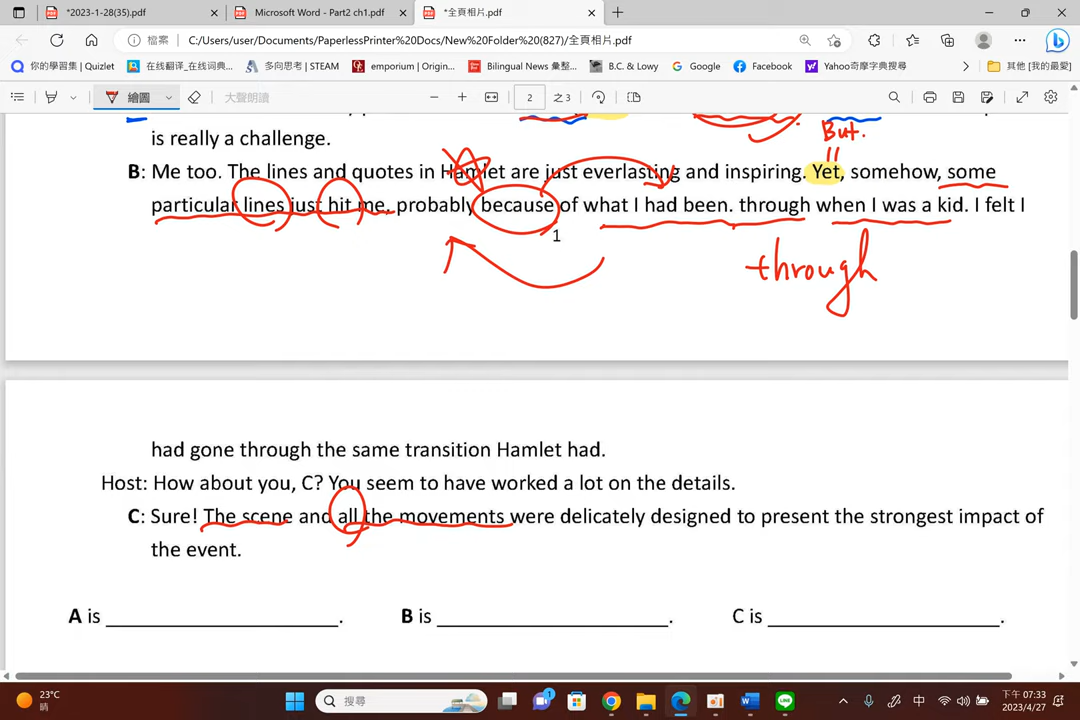 *2023-1-28(35).pdf
Microsoft Word - Part2 ch1.pdf
*全頁相片.pdf
檔案
C:/Users/user/Documents/PaperlessPrinter%20Docs/New%20Folder%20(827)/全頁相片.pdf
你的學習集 | Quizlet
在线翻译_在线词典...
多向思考 | STEAM
emporium | Origin...
Bilingual News 彙整...
B.C. & Lowy
Google
Facebook
Yahoo奇摩字典搜尋
其他 [我的最愛]
繪圖
大聲朗讀
2 之3
But.
is really a challenge.
B: Me too. The lines and quotes in Hamlet are just everlasting and inspiring. Yet, somehow, some
particular lines just hit me, probably because of what I had been. through when I was a kid. I felt I
1
through
had gone through the same transition Hamlet had.
Host: How about you, C? You seem to have worked a lot on the details.
C: Sure! The scene and all the movements were delicately designed to present the strongest impact of
the event.
A is ____________________. B is ____________________. C is ____________________.
23°C
晴
搜尋
中
下午 07:33
2023/4/27